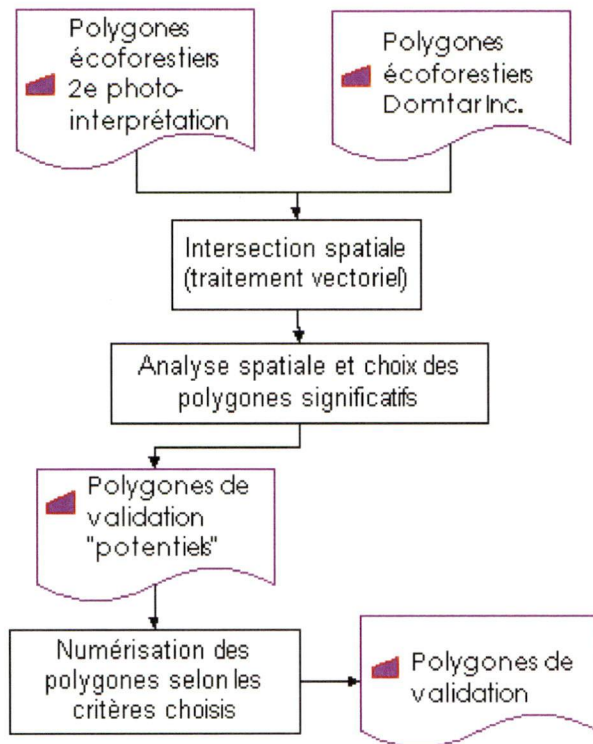 Polygones
écoforestiers
2e photo-
interprétation
Polygones
écoforestiers
Domtar Inc.
Intersection spatiale
(traitement vectoriel)
Analyse spatiale et choix des
polygones significatifs
Polygones de
validation
"potentiels"
Numérisation des
polygones selon les
critères choisis
Polygones de
validation